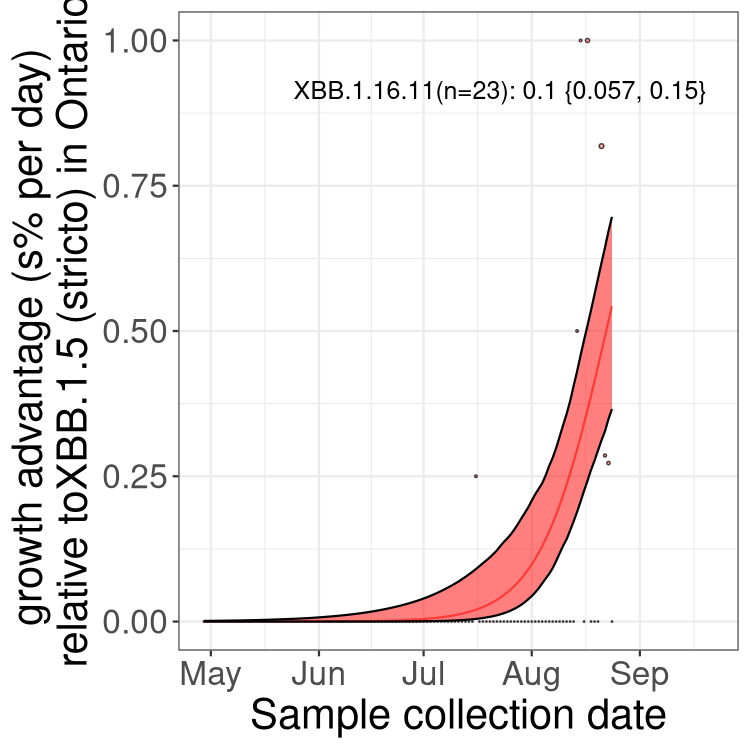 growth advantage (s% per day)
relative toXBB.1.5 (stricto) in Ontario
1.00
XBB.1.16.11(n=23): 0.1 {0.057, 0.15}
0.75
0.50
0.25
0.00
May Jun Jul Aug Sep
Sample collection date